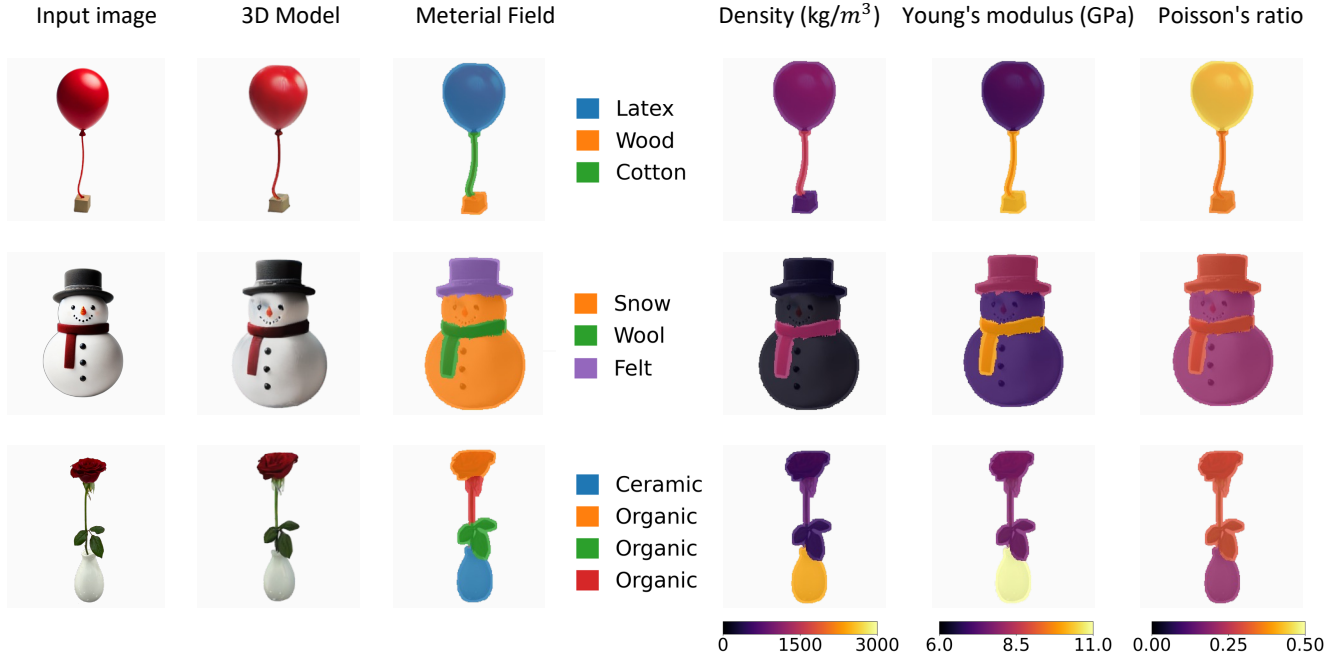 Input image
3D Model
Meterial Field
Density (kg/m³)
Young's modulus (GPa)
Poisson's ratio
Latex
Wood
Cotton
Snow
Wool
Felt
Ceramic
Organic
Organic
Organic
0 1500 3000
6.0 8.5 11.0
0.00 0.25 0.50